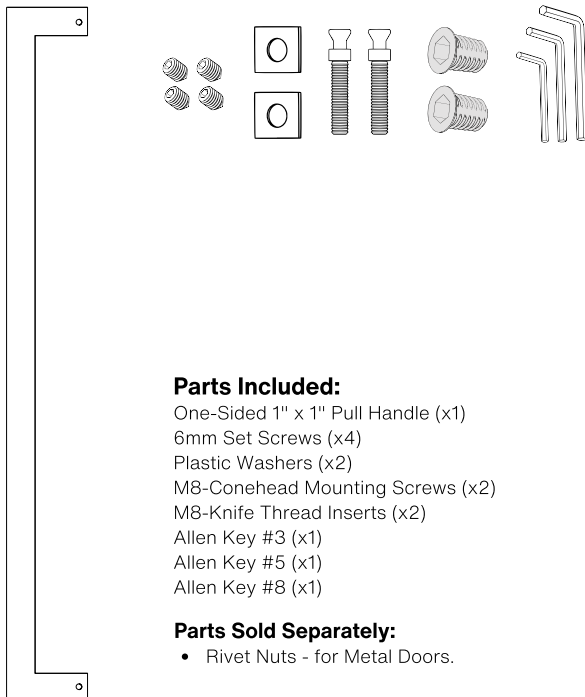 Parts Included:
One-Sided 1" x 1" Pull Handle (x1)
6mm Set Screws (x4)
Plastic Washers (x2)
M8-Conehead Mounting Screws (x2)
M8-Knife Thread Inserts (x2)
Allen Key #3 (x1)
Allen Key #5 (x1)
Allen Key #8 (x1)
Parts Sold Separately:
• Rivet Nuts - for Metal Doors.